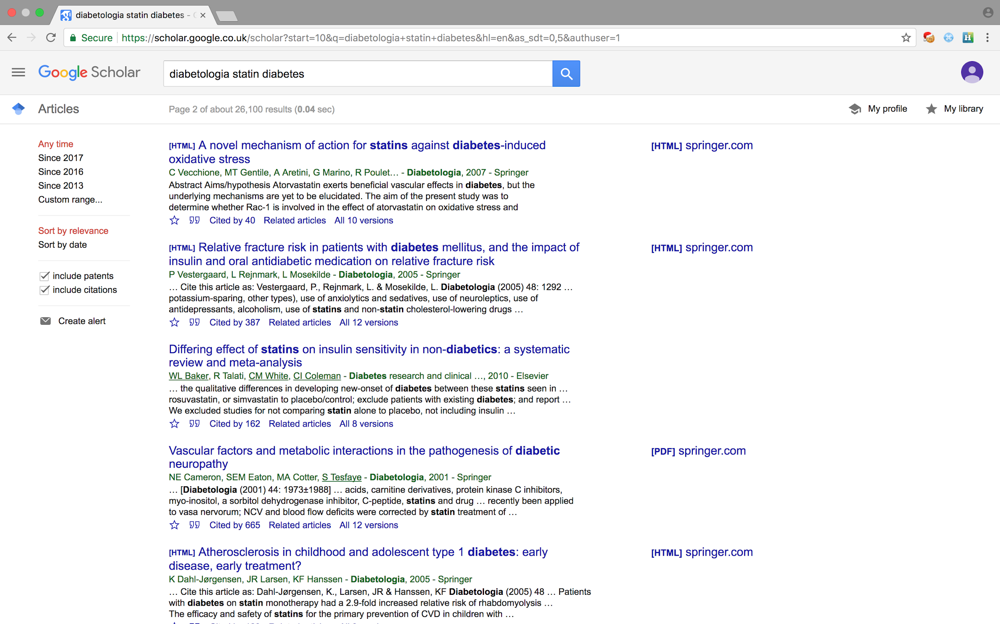 diabetologia statin diabetes -
Secure https://scholar.google.co.uk/scholar?start=10&q=diabetologia+statin+diabetes&hl=en&as_sdt=0,5&authuser=1
Google Scholar
diabetologia statin diabetes
Articles
Page 2 of about 26,100 results (0.04 sec)
My profile
My library
Any time
Since 2017
Since 2016
Since 2013
Custom range...
Sort by relevance
Sort by date
include patents
include citations
Create alert
[HTML] A novel mechanism of action for statins against diabetes-induced
oxidative stress
C Vecchione, MT Gentile, A Aretini, G Marino, R Poulet… - Diabetologia, 2007 - Springer
Abstract Aims/hypothesis Atorvastatin exerts beneficial vascular effects in diabetes, but the
underlying mechanisms are yet to be elucidated. The aim of the present study was to
determine whether Rac-1 is involved in the effect of atorvastatin on oxidative stress and
Cited by 40 Related articles All 10 versions
[HTML] springer.com
[HTML] Relative fracture risk in patients with diabetes mellitus, and the impact of
insulin and oral antidiabetic medication on relative fracture risk
P Vestergaard, L Rejnmark, L Mosekilde - Diabetologia, 2005 - Springer
… Cite this article as: Vestergaard, P., Rejnmark, L. & Mosekilde, L. Diabetologia (2005) 48: 1292 …
potassium-sparing, other types), use of anxiolytics and sedatives, use of neuroleptics, use of
antidepressants, alcoholism, use of statins and non-statin cholesterol-lowering drugs …
Cited by 387 Related articles All 12 versions
[HTML] springer.com
Differing effect of statins on insulin sensitivity in non-diabetics: a systematic
review and meta-analysis
WL Baker, R Talati, CM White, CI Coleman - Diabetes research and clinical …, 2010 - Elsevier
… the qualitative differences in developing new-onset of diabetes between these statins seen in …
rosuvastatin, or simvastatin to placebo/control; exclude patients with existing diabetes; and report …
We excluded studies for not comparing statin alone to placebo, not including insulin …
Cited by 162 Related articles All 8 versions
Vascular factors and metabolic interactions in the pathogenesis of diabetic
neuropathy
NE Cameron, SEM Eaton, MA Cotter, S Tesfaye - Diabetologia, 2001 - Springer
… [Diabetologia (2001) 44: 1973±1988] … acids, carnitine derivatives, protein kinase C inhibitors,
myo-inositol, a sorbitol dehydrogenase inhibitor, C-peptide, statins and drug … recently been applied
to vasa nervorum; NCV and blood flow deficits were corrected by statin treatment of …
Cited by 665 Related articles All 12 versions
[PDF] springer.com
[HTML] Atherosclerosis in childhood and adolescent type 1 diabetes: early
disease, early treatment?
K Dahl-Jørgensen, JR Larsen, KF Hanssen - Diabetologia, 2005 - Springer
… Cite this article as: Dahl-Jørgensen, K., Larsen, JR & Hanssen, KF Diabetologia (2005) 48 … Patients
with diabetes on statin monotherapy had a 2.9-fold increased relative risk of rhabdomyolysis …
The efficacy and safety of statins for the primary prevention of CVD in children with …
[HTML] springer.com